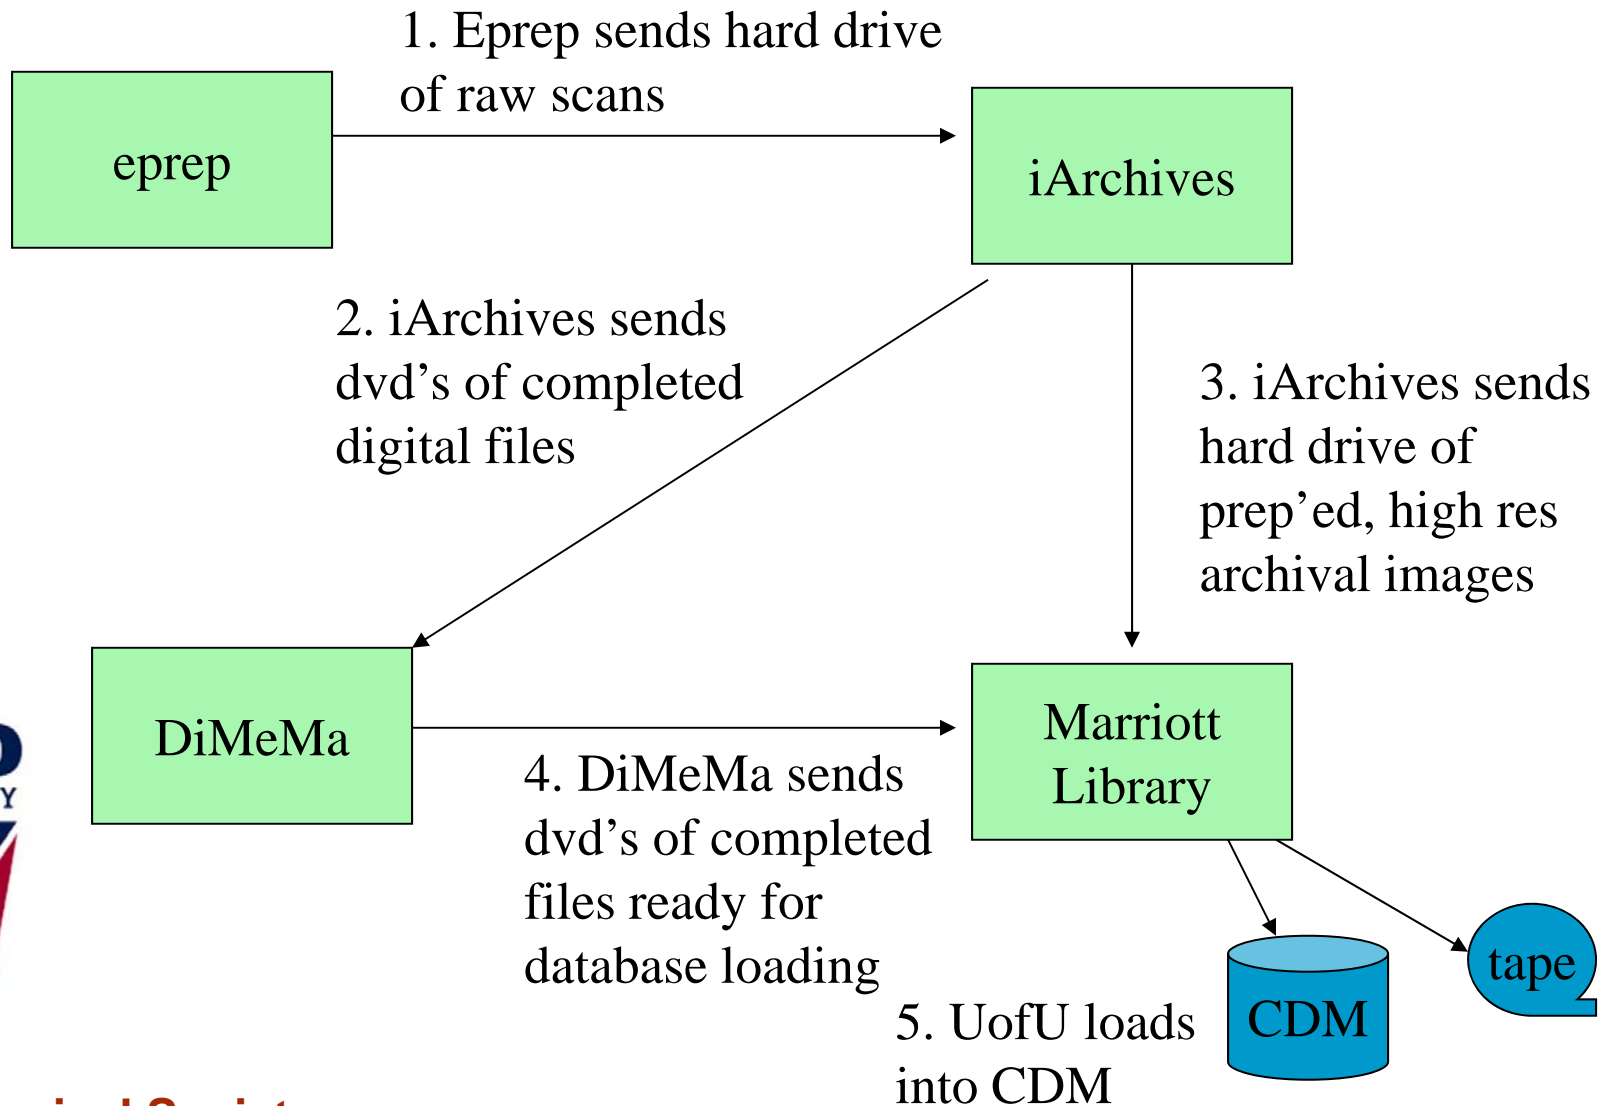 1. Eprep sends hard drive
of raw scans
eprep
iArchives
2. iArchives sends
dvd’s of completed
digital files
3. iArchives sends
hard drive of
prep’ed, high res
archival images
DiMeMa
Marriott
Library
4. DiMeMa sends
dvd’s of completed
files ready for
database loading
tape
CDM
5. UofU loads
into CDM